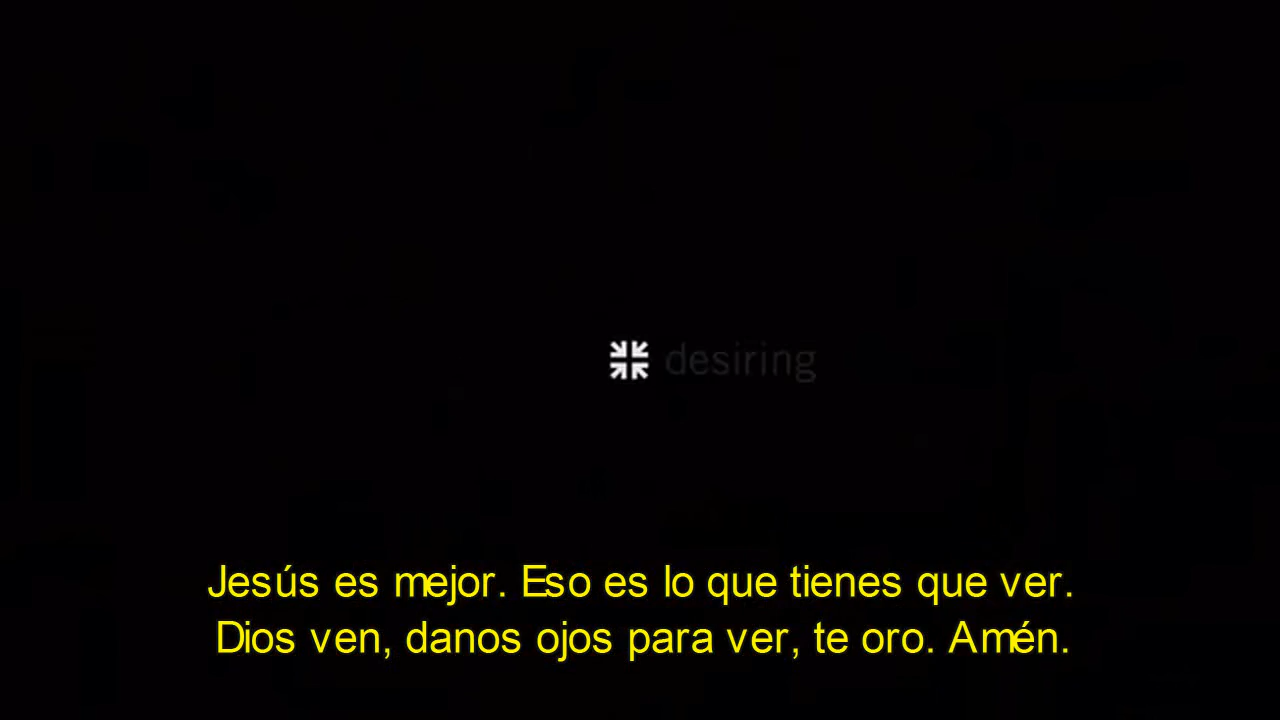 desiring
Jesús es mejor. Eso es lo que tienes que ver.
Dios ven, danos ojos para ver, te oro. Amén.